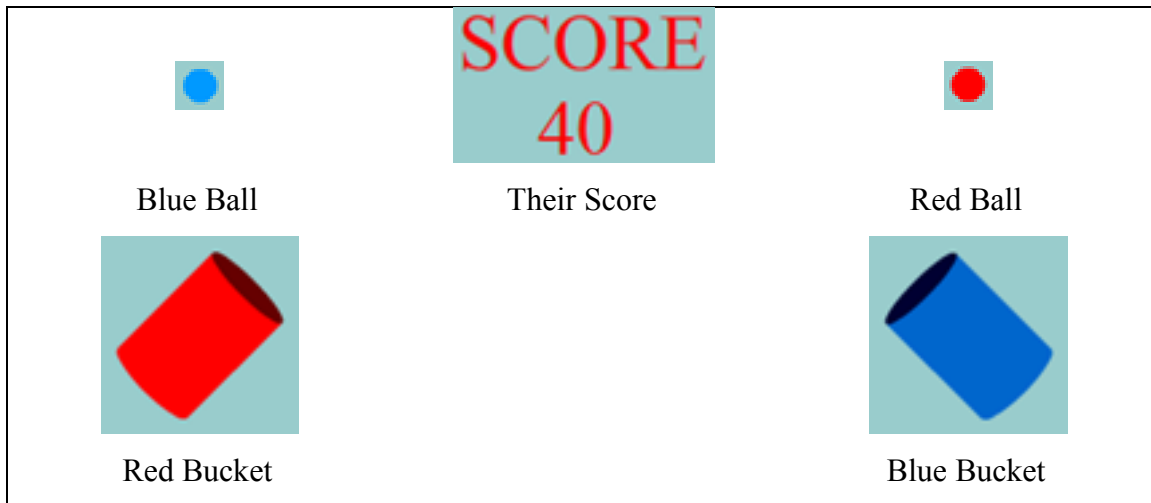 SCORE
40
Blue Ball
Their Score
Red Ball
Red Bucket
Blue Bucket